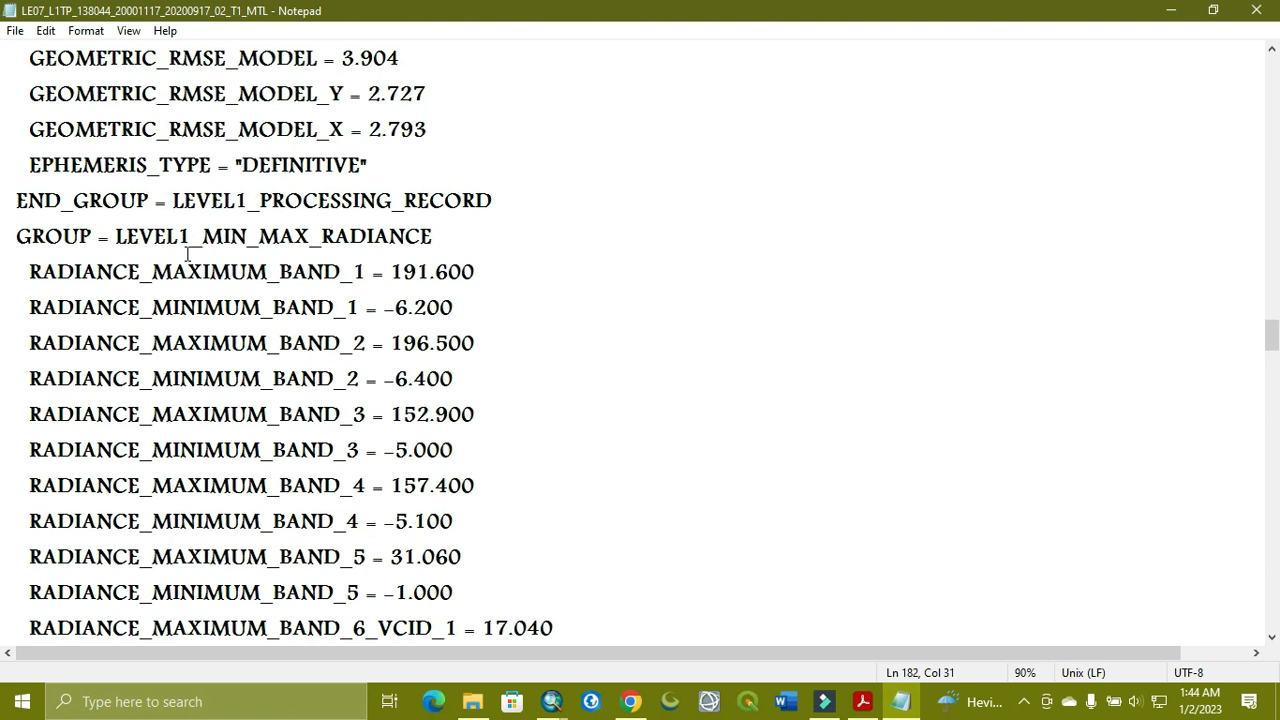 LE07_L1TP_138044_20001117_20200917_02_T1_MTL - Notepad
File Edit Format View Help
GEOMETRIC_RMSE_MODEL = 3.904
GEOMETRIC_RMSE_MODEL_Y = 2.727
GEOMETRIC_RMSE_MODEL_X = 2.793
EPHEMERIS_TYPE = "DEFINITIVE"
END_GROUP = LEVEL1_PROCESSING_RECORD
GROUP = LEVEL1_MIN_MAX_RADIANCE
RADIANCE_MAXIMUM_BAND_1 = 191.600
RADIANCE_MINIMUM_BAND_1 = -6.200
RADIANCE_MAXIMUM_BAND_2 = 196.500
RADIANCE_MINIMUM_BAND_2 = -6.400
RADIANCE_MAXIMUM_BAND_3 = 152.900
RADIANCE_MINIMUM_BAND_3 = -5.000
RADIANCE_MAXIMUM_BAND_4 = 157.400
RADIANCE_MINIMUM_BAND_4 = -5.100
RADIANCE_MAXIMUM_BAND_5 = 31.060
RADIANCE_MINIMUM_BAND_5 = -1.000
RADIANCE_MAXIMUM_BAND_6_VCID_1 = 17.040
Ln 182, Col 31 90% Unix (LF) UTF-8
Type here to search
Hevi...
1:44 AM
1/2/2023